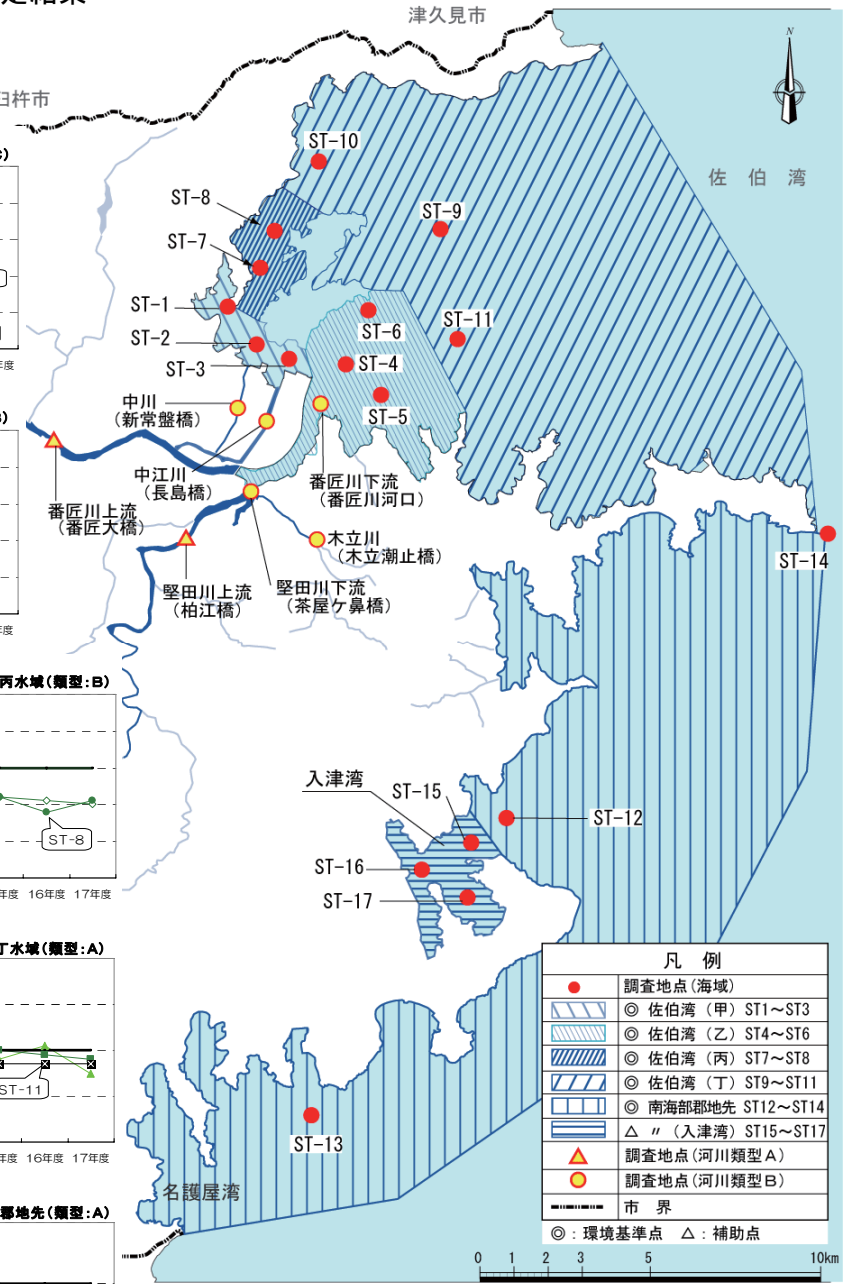 津久見市
臼杵市
N
佐 伯 湾
ST-10
ST-8
ST-9
ST-7
ST-1
ST-6
ST-11
ST-2
ST-3
ST-4
ST-5
中川
(新常盤橋)
中江川
(長島橋)
番匠川下流
(番匠川河口)
番匠川上流
(番匠大橋)
木立川
(木立潮止橋)
堅田川上流
(柏江橋)
堅田川下流
(茶屋ケ鼻橋)
ST-14
丙水域(類型:B)
ST-8
16年度 17年度
入津湾
ST-15
ST-12
ST-16
ST-17
丁水域(類型:A)
ST-11
16年度 17年度
ST-13
名護屋湾
郡地先(類型:A)
凡 例
調査地点(海域)
◎ 佐伯湾(甲)ST1~ST3
◎ 佐伯湾(乙)ST4~ST6
◎ 佐伯湾(丙)ST7~ST8
◎ 佐伯湾(丁)ST9~ST11
◎ 南海部郡地先 ST12~ST14
△ 〃(入津湾)ST15~ST17
調査地点(河川類型A)
調査地点(河川類型B)
市 界
◎:環境基準点 △:補助点
0 1 2 3 5 10km